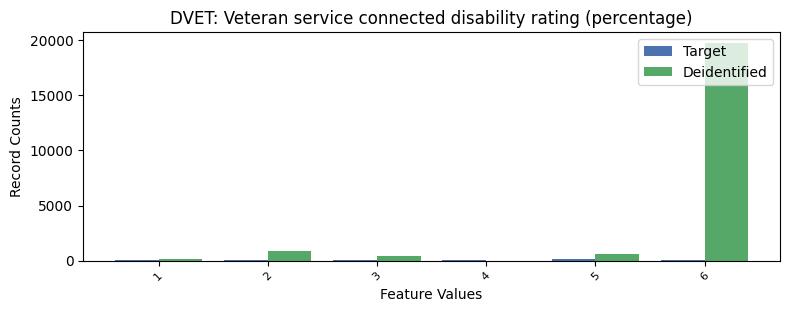 DVET: Veteran service connected disability rating (percentage)
Target
Deidentified
20000
15000
10000
5000
0
Record Counts
1 2 3 4 5 6
Feature Values